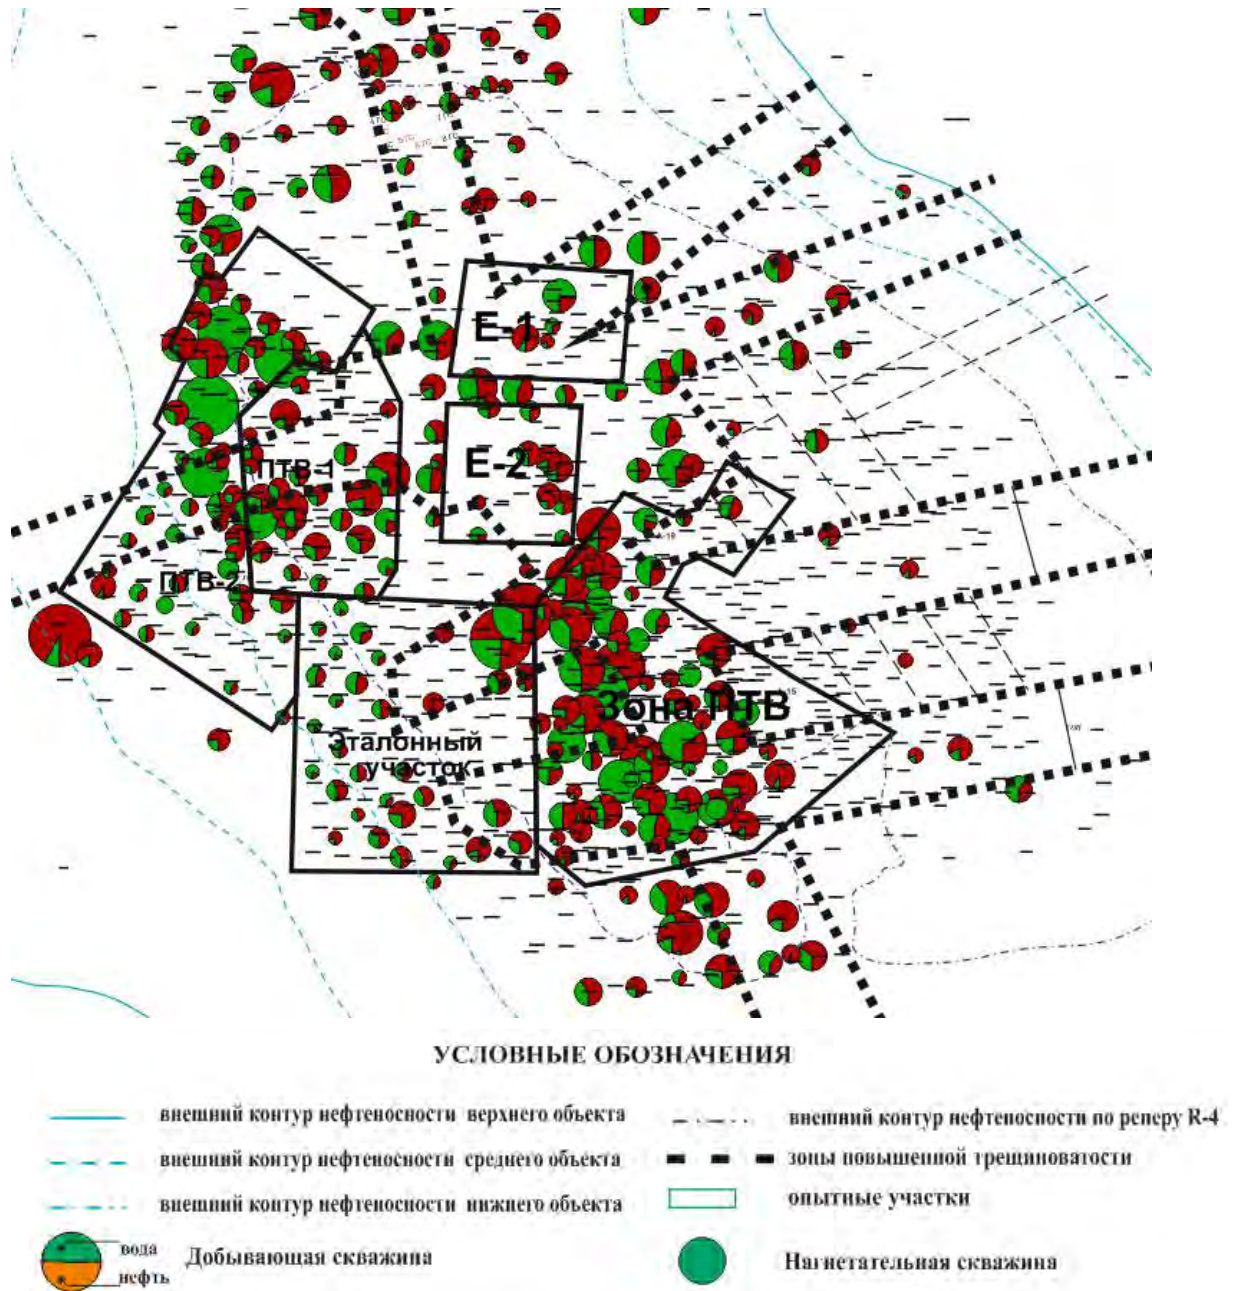 Е-1
Е-2
ПТВ-1
ПТВ-2
Зона ПТВ
Эталонный
участок
УСЛОВНЫЕ ОБОЗНАЧЕНИЯ
внешний контур нефтеносности верхнего объекта
внешний контур нефтеносности среднего объекта
внешний контур нефтеносности нижнего объекта
вода
нефть
Добывающая скважина
внешний контур нефтеносности по реперу R-4
зоны повышенной трещиноватости
опытные участки
Нагнетательная скважина